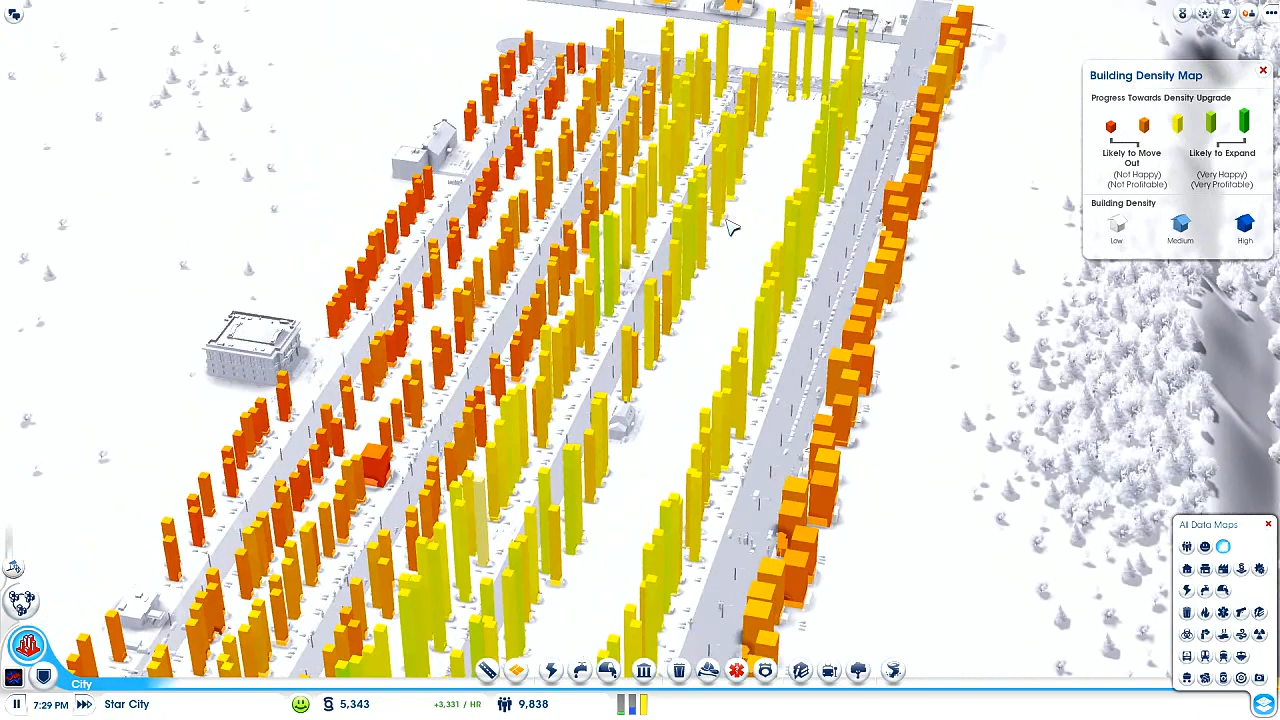 Building Density Map
Progress Towards Density Upgrade
Likely to Move Out
(Not Happy)
(Not Profitable)
Likely to Expand
(Very Happy)
(Very Profitable)
Building Density
Low
Medium
High
All Data Maps
City
7:29 PM
Star City
5,343
+3,331 / HR
9,838